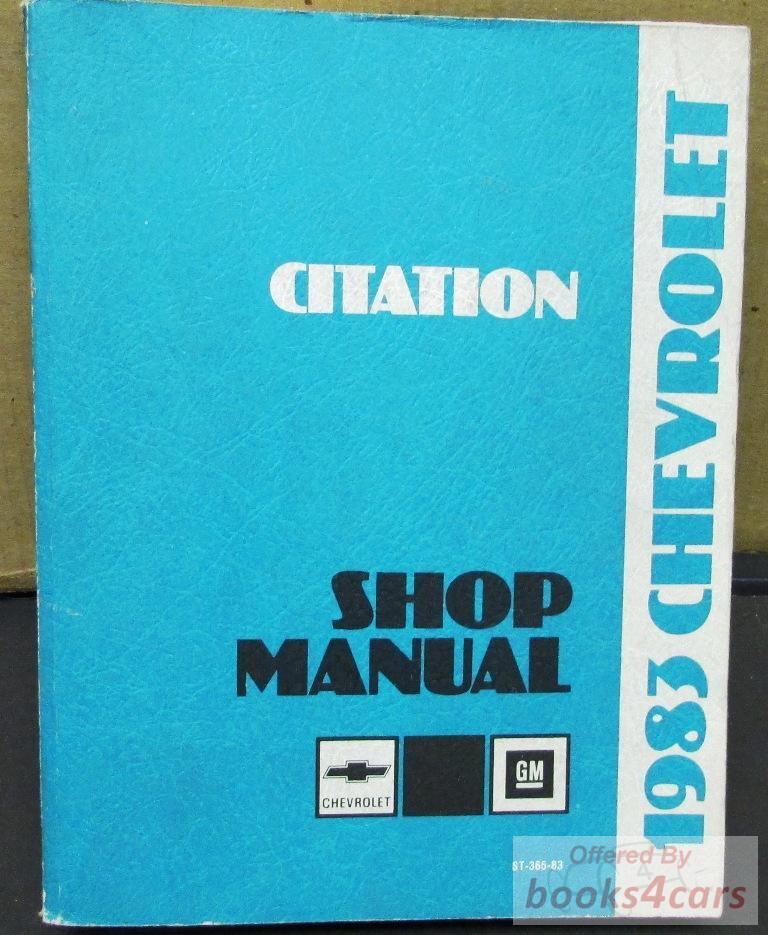 CITATION
SHOP
MANUAL
CHEVROLET
GM
ST-365-83
1983 CHEVROLET
Offered By
books4cars